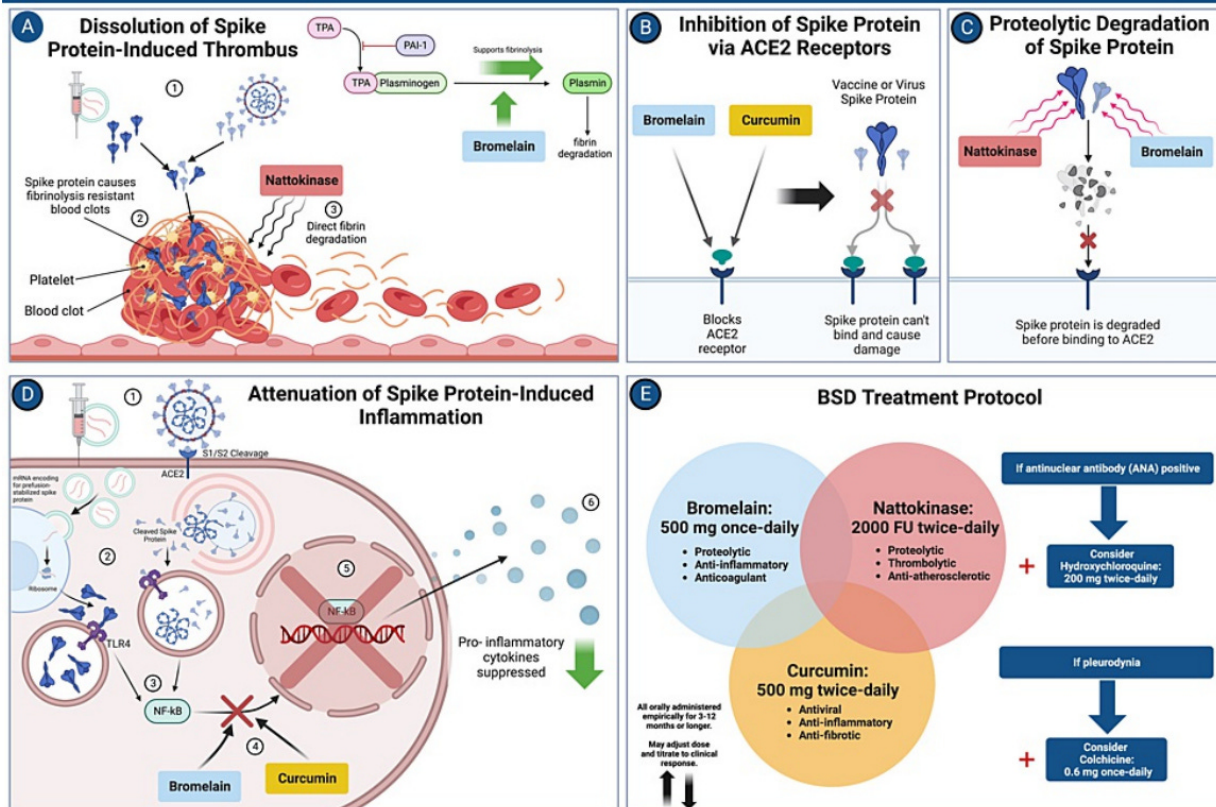 A
Dissolution of Spike
Protein-Induced Thrombus
TPA
PAI-1
Supports fibrinolysis
TPA
Plasminogen
Plasmin
Bromelain
fibrin
degradation
1
Spike protein causes
fibrinolysis resistant
blood clots
2
Nattokinase
3
Direct fibrin
degradation
Platelet
Blood clot
B
Inhibition of Spike Protein
via ACE2 Receptors
Bromelain
Curcumin
Vaccine or Virus
Spike Protein
Blocks
ACE2
receptor
Spike protein can't
bind and cause
damage
C
Proteolytic Degradation
of Spike Protein
Nattokinase
Bromelain
Spike protein is degraded
before binding to ACE2
D
Attenuation of Spike Protein-Induced
Inflammation
1
S1/S2 Cleavage
ACE2
mRNA encoding for
prefusion-stabilized spike
protein
Cleaved Spike
Protein
2
Ribosome
TLR4
3
NF-kB
4
Bromelain
Curcumin
5
NF-kB
6
Pro- inflammatory
cytokines
suppressed
E
BSD Treatment Protocol
Bromelain:
500 mg once-daily
• Proteolytic
• Anti-inflammatory
• Anticoagulant
Nattokinase:
2000 FU twice-daily
• Proteolytic
• Thrombolytic
• Anti-atherosclerotic
Curcumin:
500 mg twice-daily
• Antiviral
• Anti-inflammatory
• Anti-fibrotic
All orally administered
empirically for 3-12
months or longer.
May adjust dose
and titrate to clinical
response.
If antinuclear antibody (ANA) positive
+
Consider
Hydroxychloroquine:
200 mg twice-daily
If pleurodynia
+
Consider
Colchicine:
0.6 mg once-daily